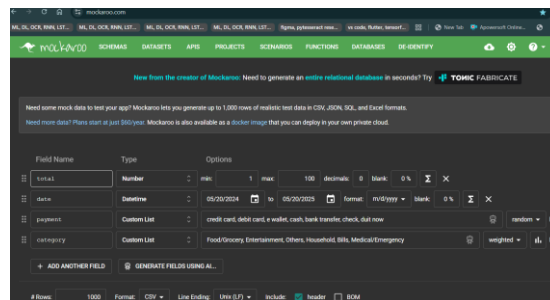 mockaroo.com
ML, DL, OCR, RNN, LST... ML, DL, OCR, RNN, LST... ML, DL, OCR, RNN, LST... ML, DL, OCR, RNN, LST... figma, pytesseract rese... vs code, flutter, tensorf... New Tab Apowersoft Online...
mockaroo SCHEMAS DATASETS APIS PROJECTS SCENARIOS FUNCTIONS DATABASES DE-IDENTIFY
New from the creator of Mockaroo: Need to generate an entire relational database in seconds? Try TONIC FABRICATE
Need some mock data to test your app? Mockaroo lets you generate up to 1,000 rows of realistic test data in CSV, JSON, SQL, and Excel formats.
Need more data? Plans start at just $60/year. Mockaroo is also available as a docker image that you can deploy in your own private cloud.
Field Name Type Options
total Number min: 1 max: 100 decimals: 0 blank: 0 % Σ ×
date Datetime 05/20/2024 to 05/20/2025 format: m/d/yyyy blank: 0 % Σ ×
payment Custom List credit card, debit card, e wallet, cash, bank transfer, check, duit now random
category Custom List Food/Grocery, Entertainment, Others, Household, Bills, Medical/Emergency weighted
+ ADD ANOTHER FIELD GENERATE FIELDS USING AI...
# Rows: 1000 Format: CSV Line Ending: Unix (LF) Include: header BOM